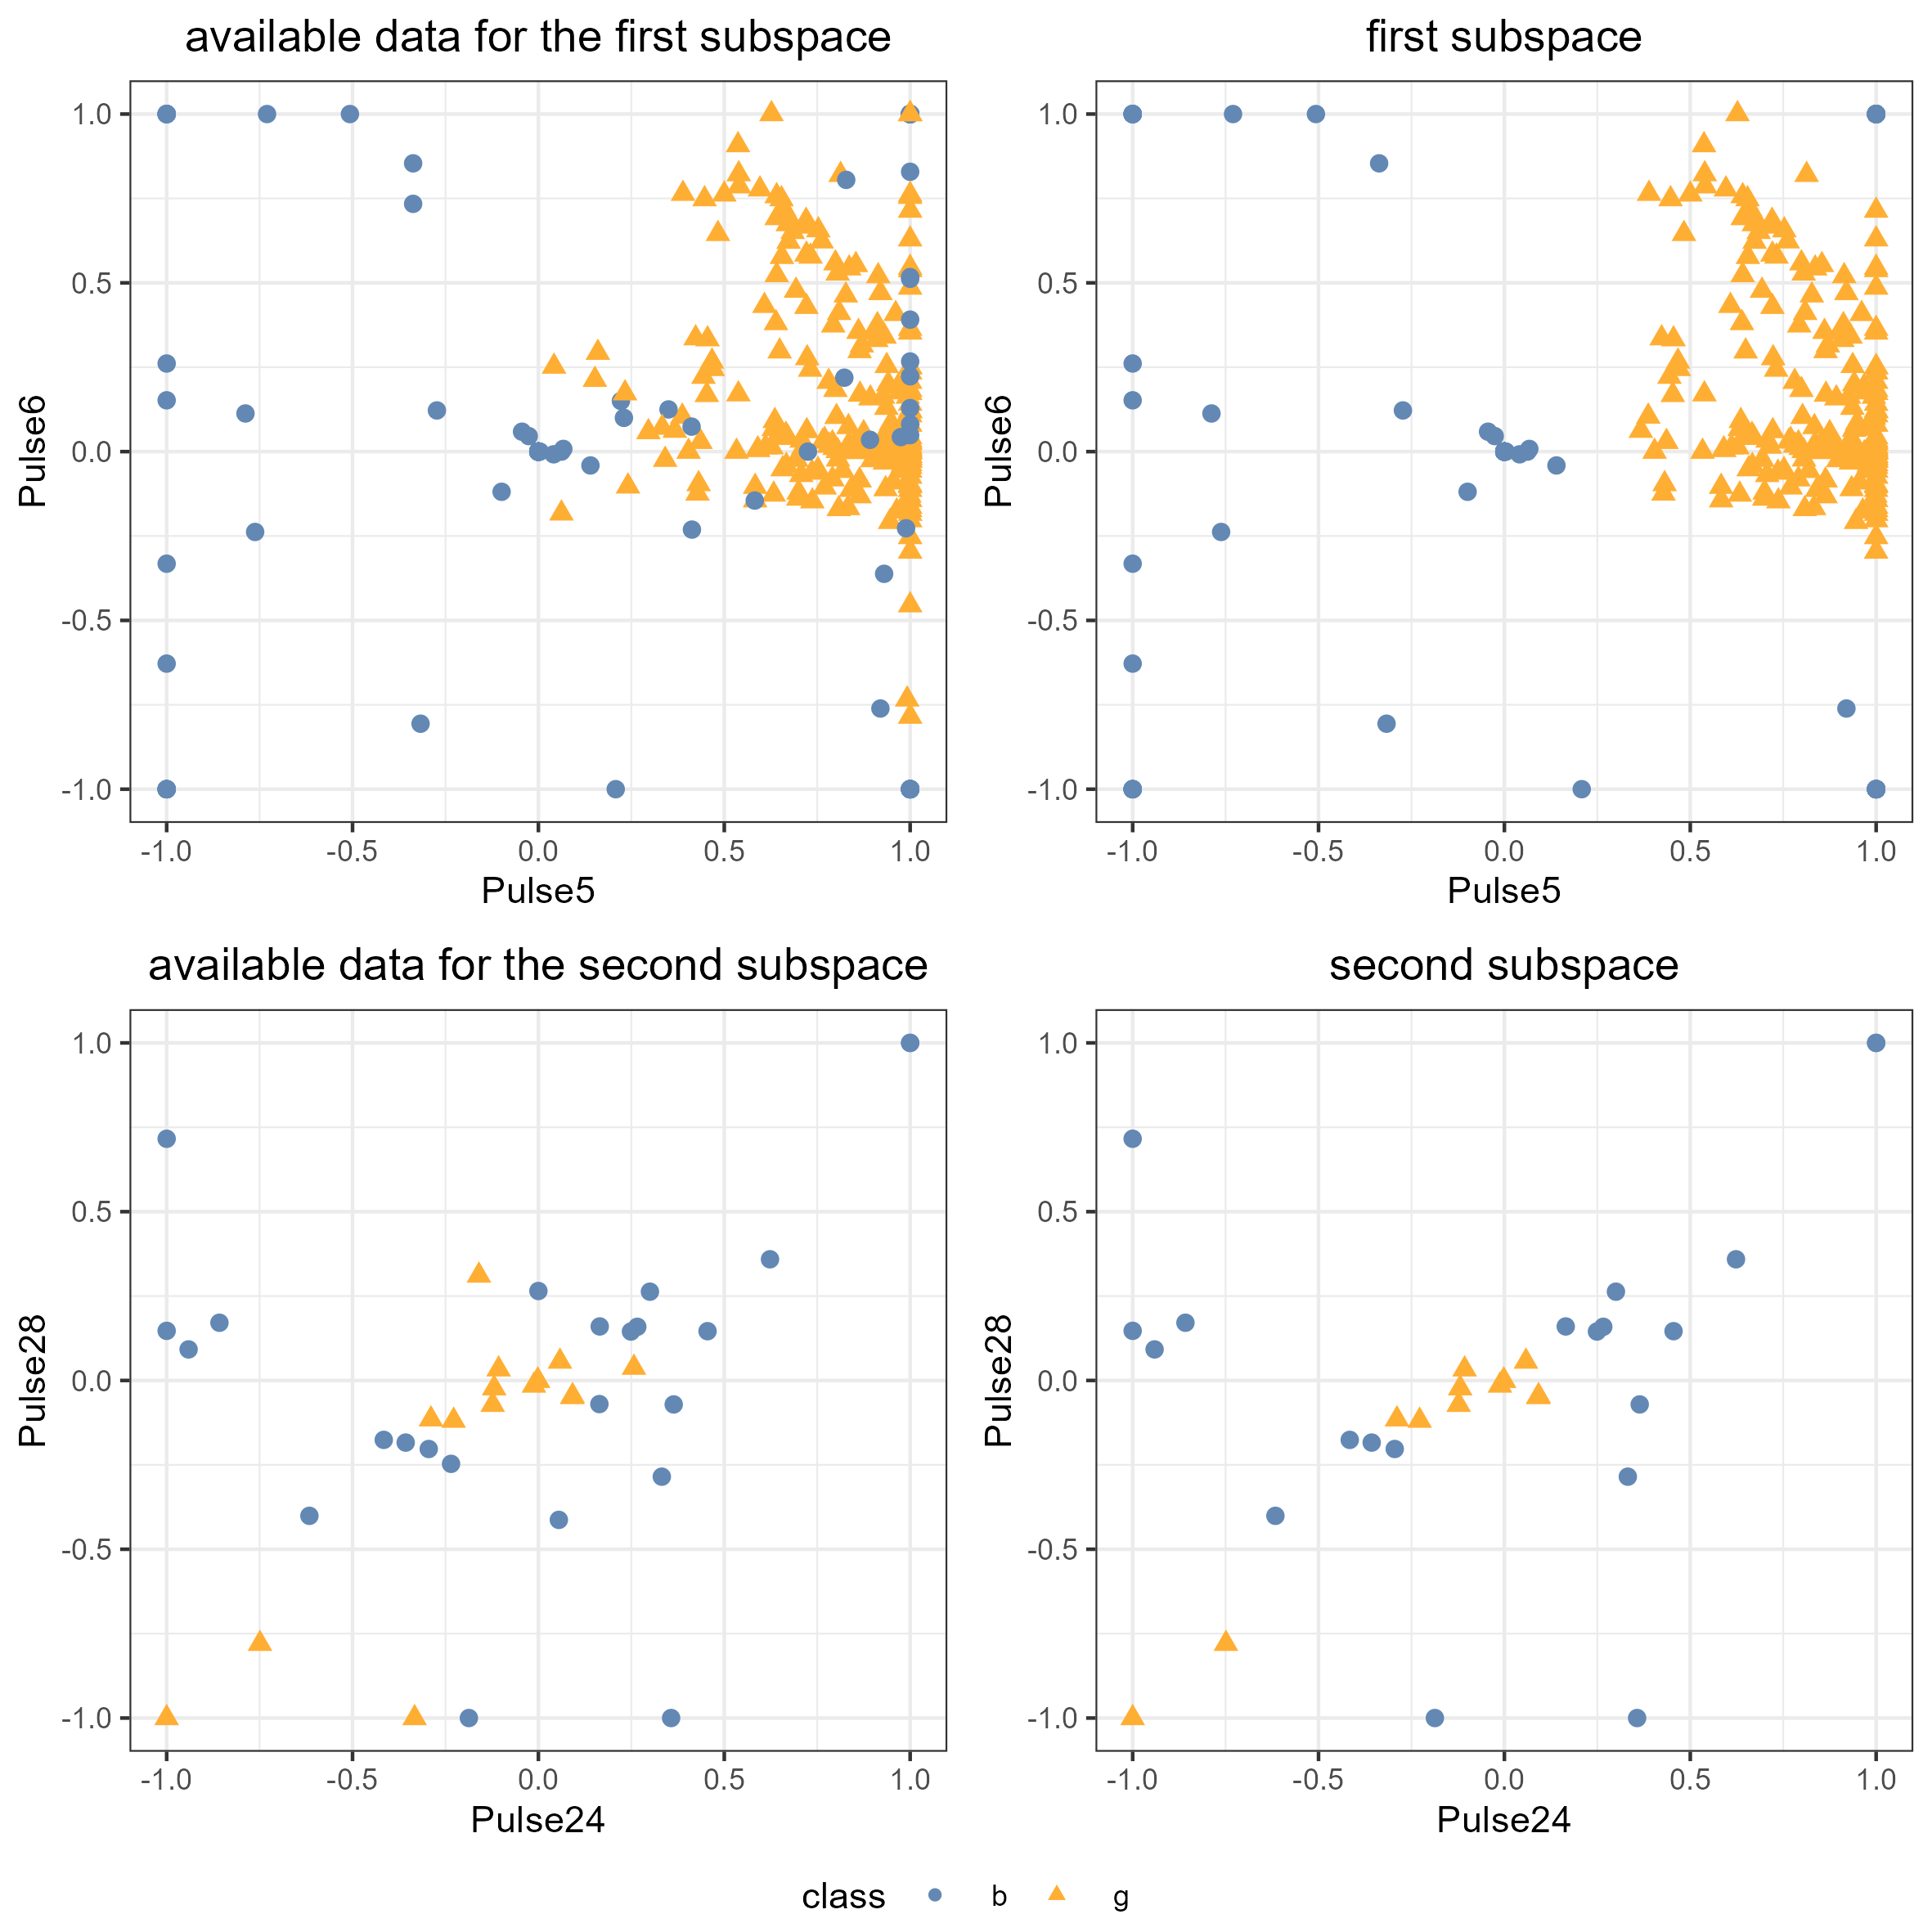 available data for the first subspace
first subspace
1.0
0.5
0.0
-0.5
-1.0
Pulse6
-1.0 -0.5 0.0 0.5 1.0
Pulse5
1.0
0.5
0.0
-0.5
-1.0
Pulse6
-1.0 -0.5 0.0 0.5 1.0
Pulse5
available data for the second subspace
second subspace
1.0
0.5
0.0
-0.5
-1.0
Pulse28
-1.0 -0.5 0.0 0.5 1.0
Pulse24
1.0
0.5
0.0
-0.5
-1.0
Pulse28
-1.0 -0.5 0.0 0.5 1.0
Pulse24
class b g